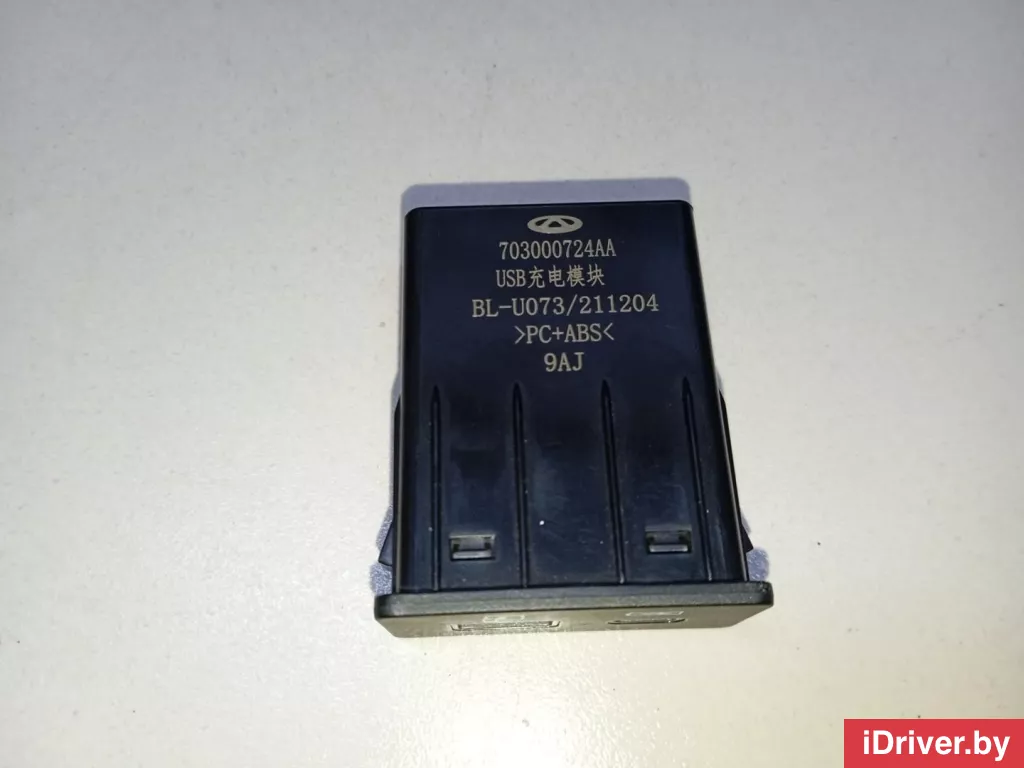 703000724AA
USB充电模块
BL-U073/211204
>PC+ABS<
9AJ
iDriver.by